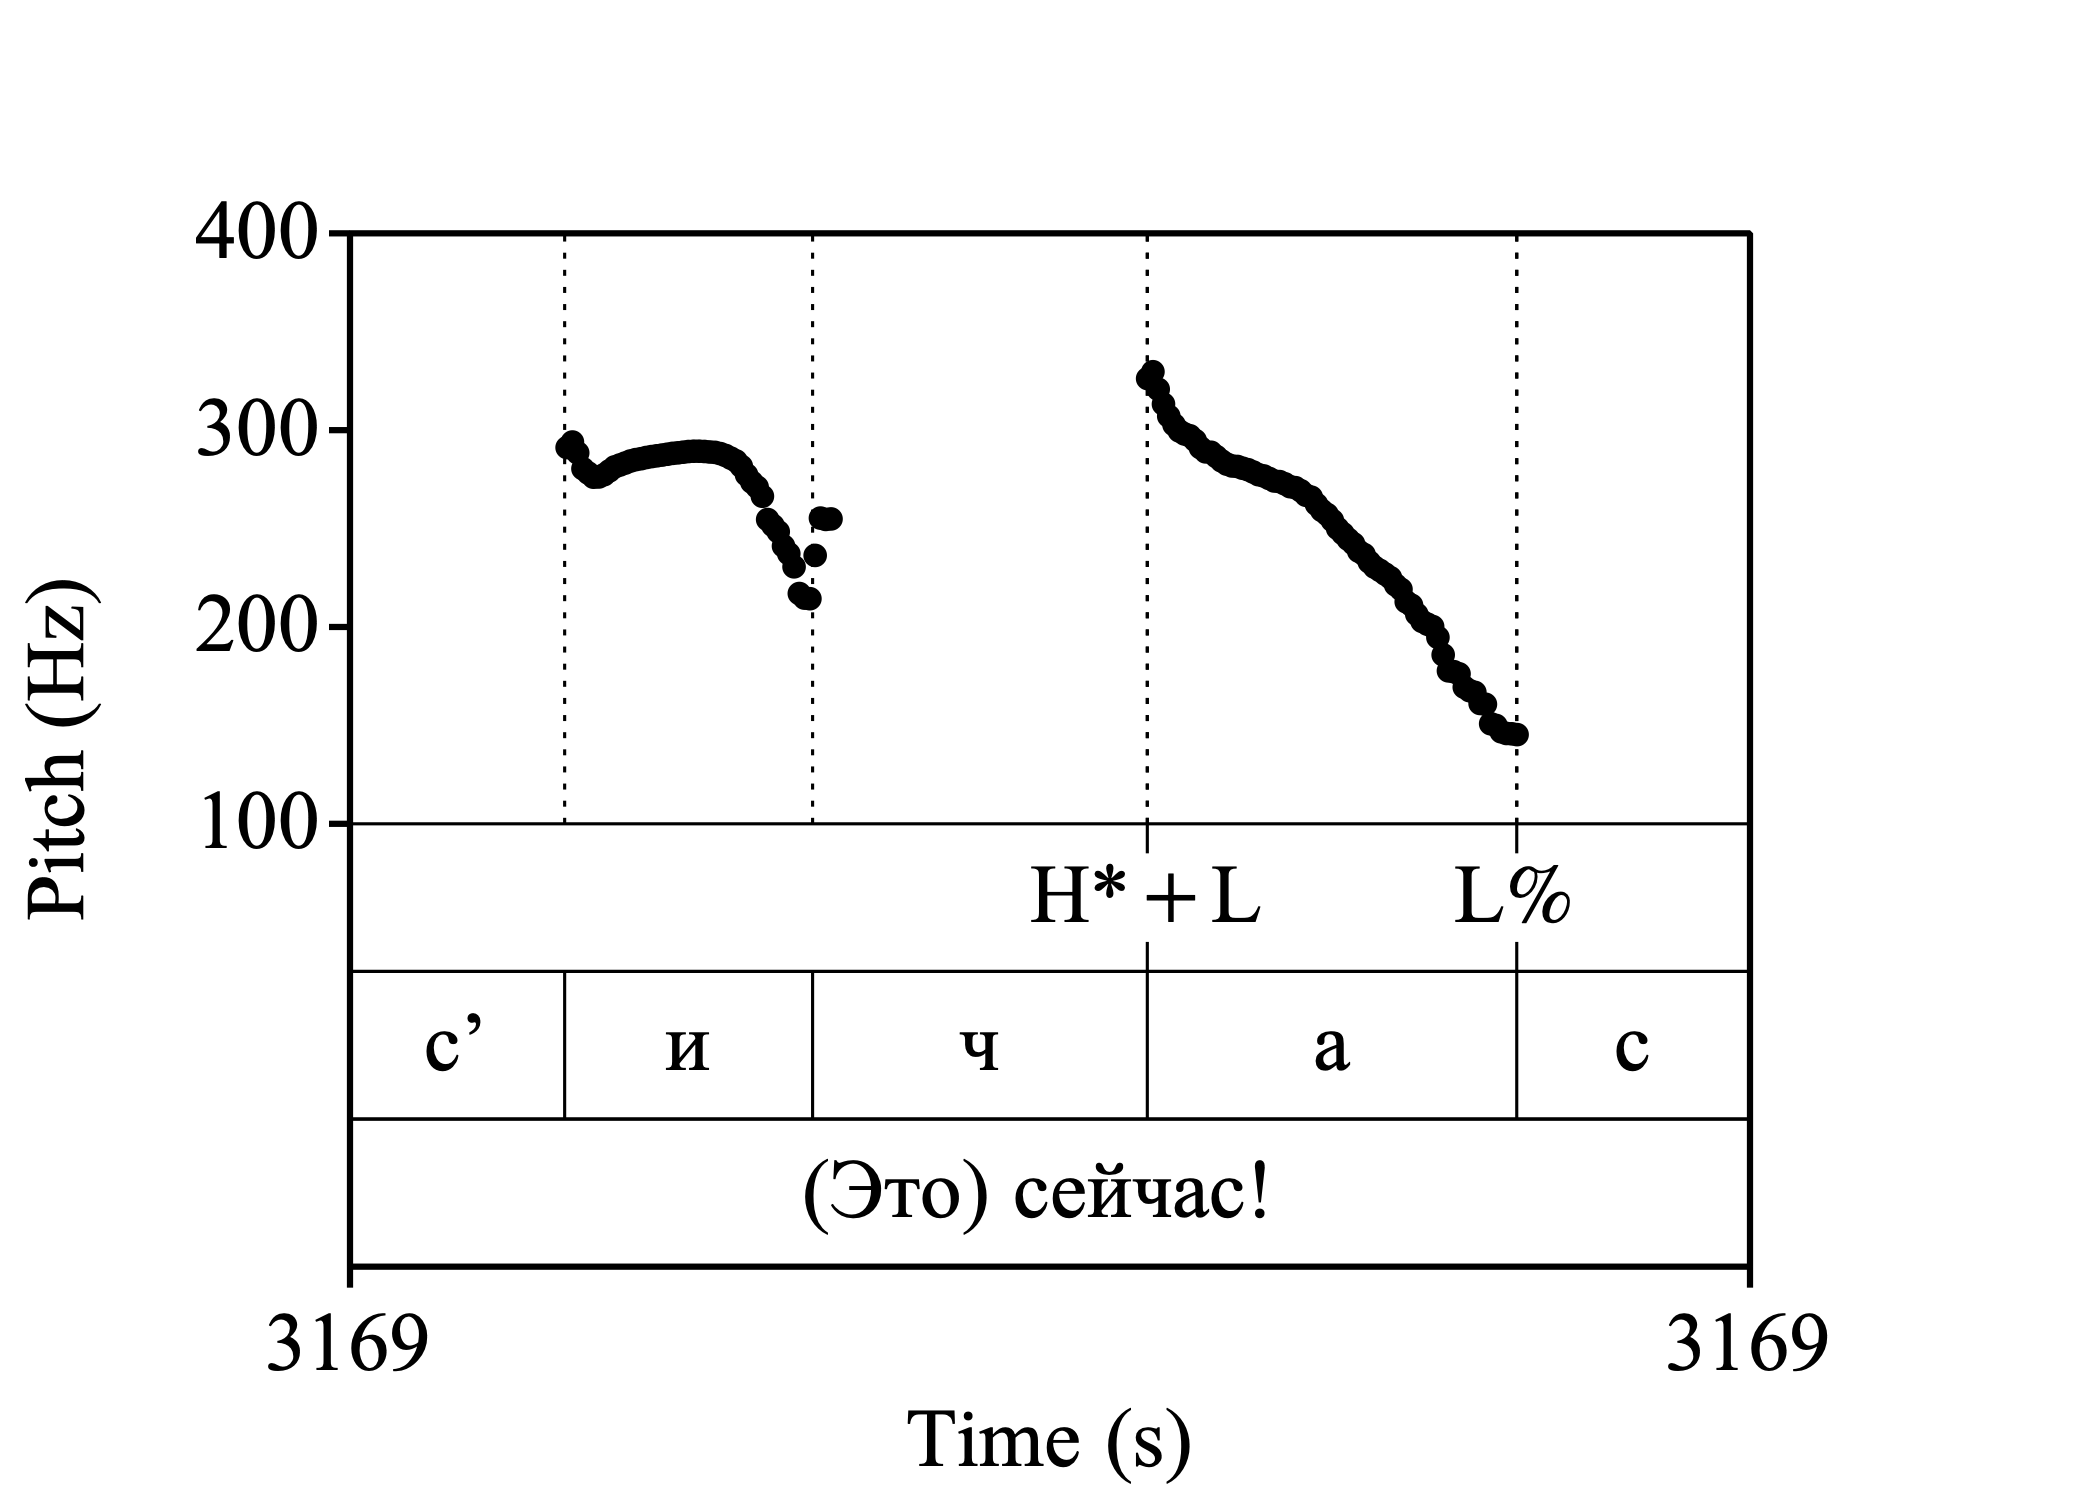 400
300
200
100
Pitch (Hz)
H* + L L%
с’ и ч а с
(Это) сейчас!
3169 3169
Time (s)